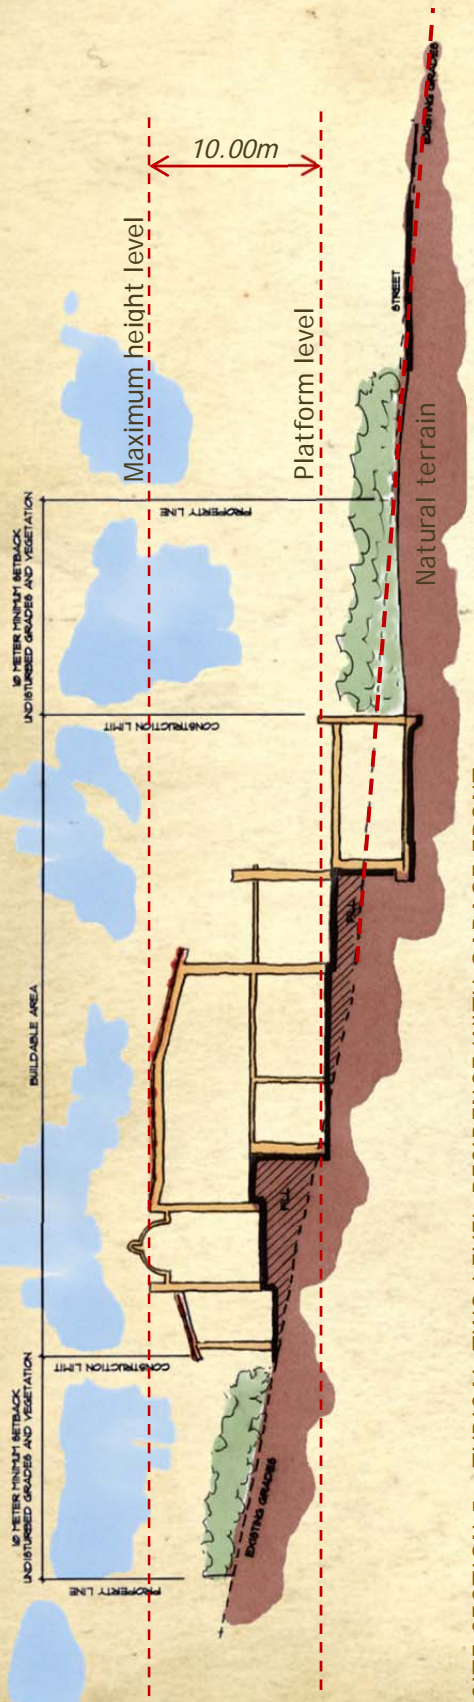 10.00m
Maximum height level
Platform level
Natural terrain
EXISTING GRADES
STREET
10 METER MINIMUM SETBACK
UNDISTURBED GRADES AND VEGETATION
PROPERTY LINE
CONSTRUCTION LIMIT
BUILDABLE AREA
FILL
FILL
CONSTRUCTION LIMIT
10 METER MINIMUM SETBACK
UNDISTURBED GRADES AND VEGETATION
PROPERTY LINE
EXISTING GRADES